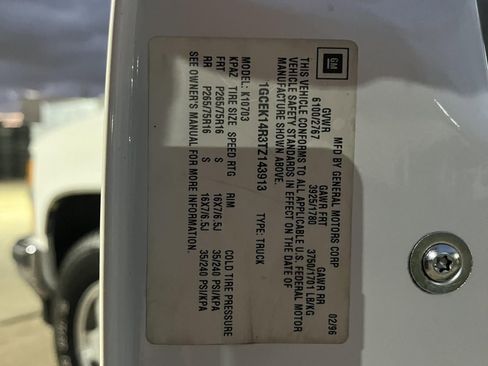 GM
MFD BY GENERAL MOTORS CORP
02/96
GVWR
GAWR FRT
GAWR RR
6100/2767
3925/1780
3750/1701 LB/KG
THIS VEHICLE CONFORMS TO ALL APPLICABLE U.S. FEDERAL MOTOR
VEHICLE SAFETY STANDARDS IN EFFECT ON THE DATE OF
MANUFACTURE SHOWN ABOVE.
1GCEK14R3TZ143913
TYPE: TRUCK
MODEL: K10703
KPAZ TIRE SIZE SPEED RTG RIM COLD TIRE PRESSURE
FRT P265/75R16 S 16X7/6.5J 35/240 PSI/KPA
RR P265/75R16 S 16X7/6.5J 35/240 PSI/KPA
SEE OWNER'S MANUAL FOR MORE INFORMATION.